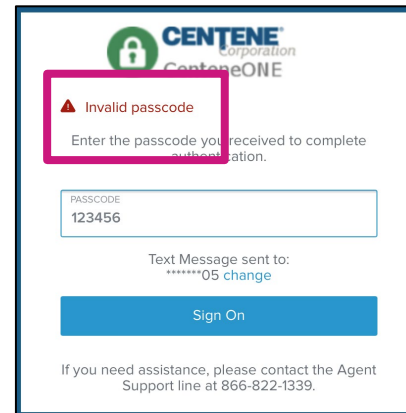 CENTENE®
Corporation
CenteneONE
Invalid passcode
Enter the passcode you received to complete
authentication.
PASSCODE
123456
Text Message sent to:
*******05 change
Sign On
If you need assistance, please contact the Agent
Support line at 866-822-1339.